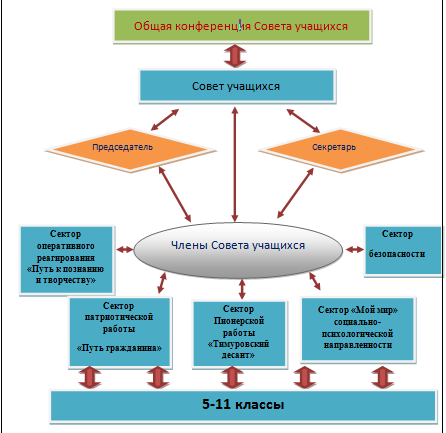 Общая конференция Совета учащихся
Совет учащихся
Председатель
Секретарь
Члены Совета учащихся
Сектор
оперативного
реагирования
«Путь к познанию
и творчеству»
Сектор
безопасности
Сектор
патриотической
работы
«Путь гражданина»
Сектор
Пионерской
работы
«Тимуровский
десант»
Сектор «Мой мир»
социально-
психологической
направленности
5-11 классы